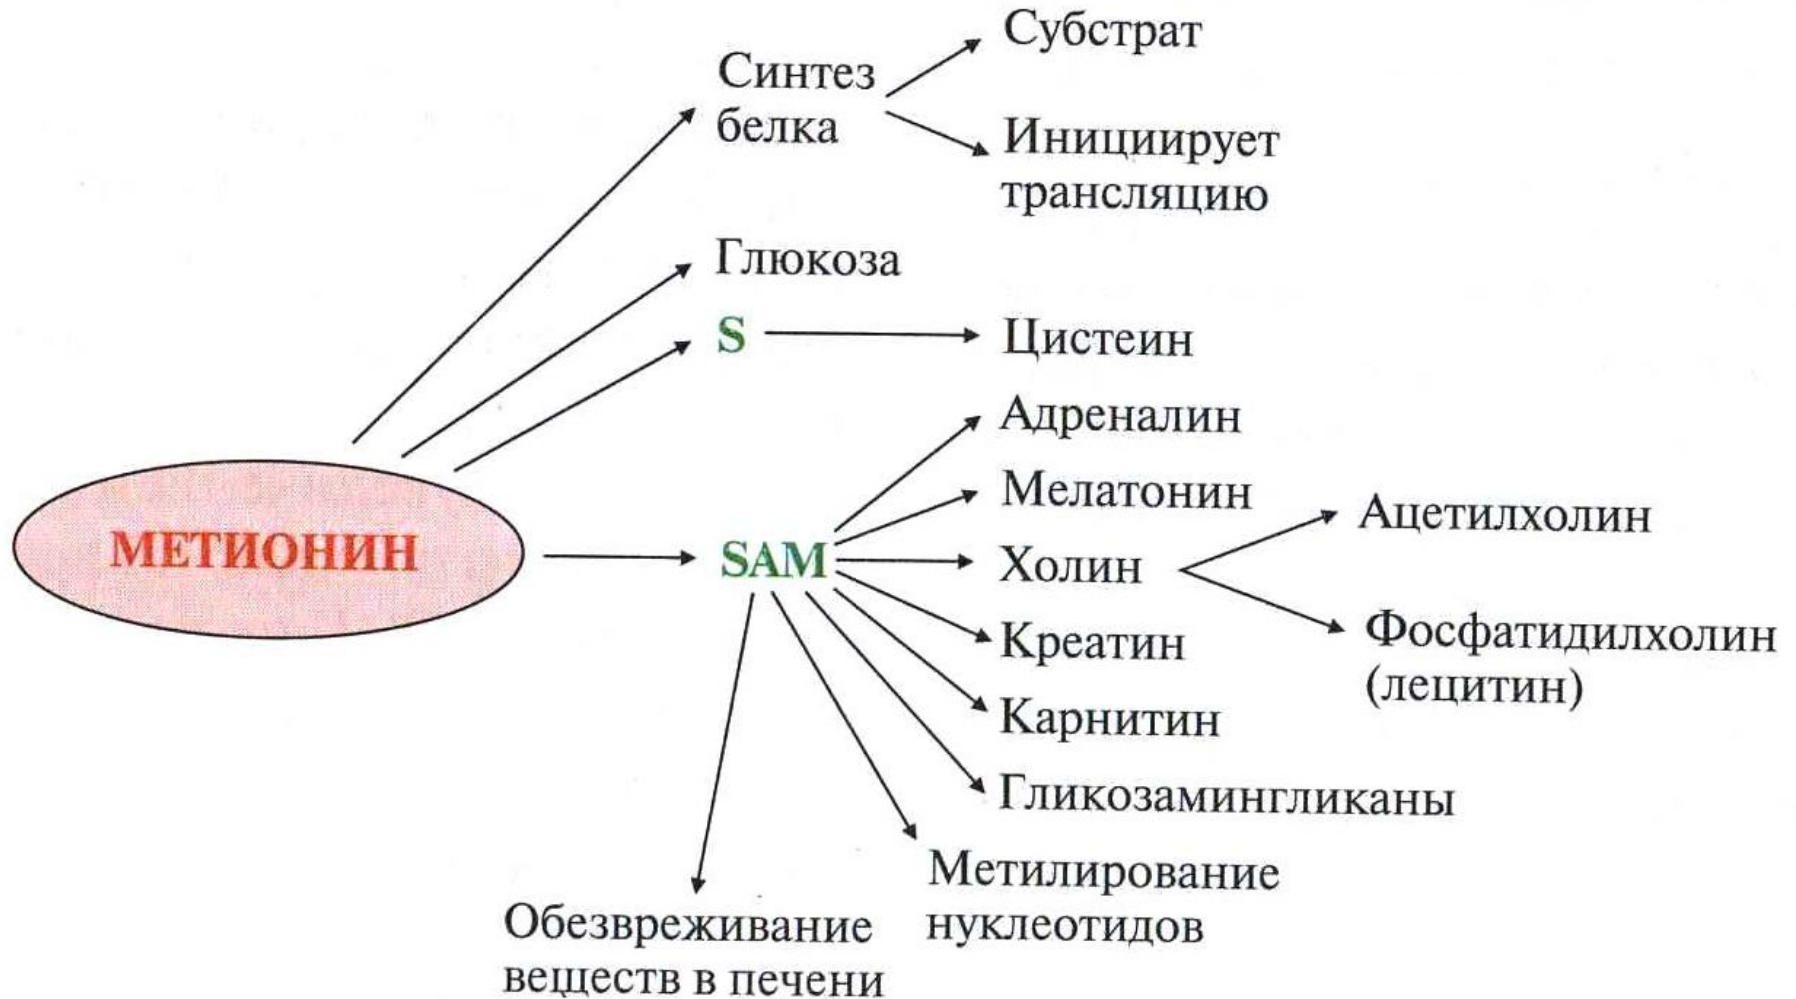 Субстрат
Синтез
белка
Инициирует
трансляцию
Глюкоза
S
Цистеин
Адреналин
Мелатонин
МЕТИОНИН
SAM
Холин
Ацетилхолин
Фосфатидилхолин
(лецитин)
Креатин
Карнитин
Гликозамингликаны
Метилирование
нуклеотидов
Обезвреживание
веществ в печени